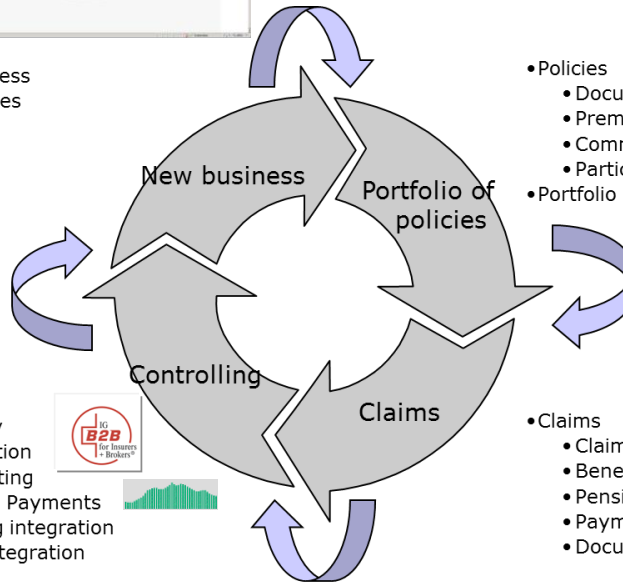 ess
es
New business
Portfolio of
policies
Controlling
Claims
•Policies
•Docu
•Prem
•Comm
•Partic
•Portfolio
IG
B2B
for Insurers
+ Brokers®
tion
ting
Payments
g integration
tegration
•Claims
•Claim
•Bene
•Pensi
•Paym
•Docu